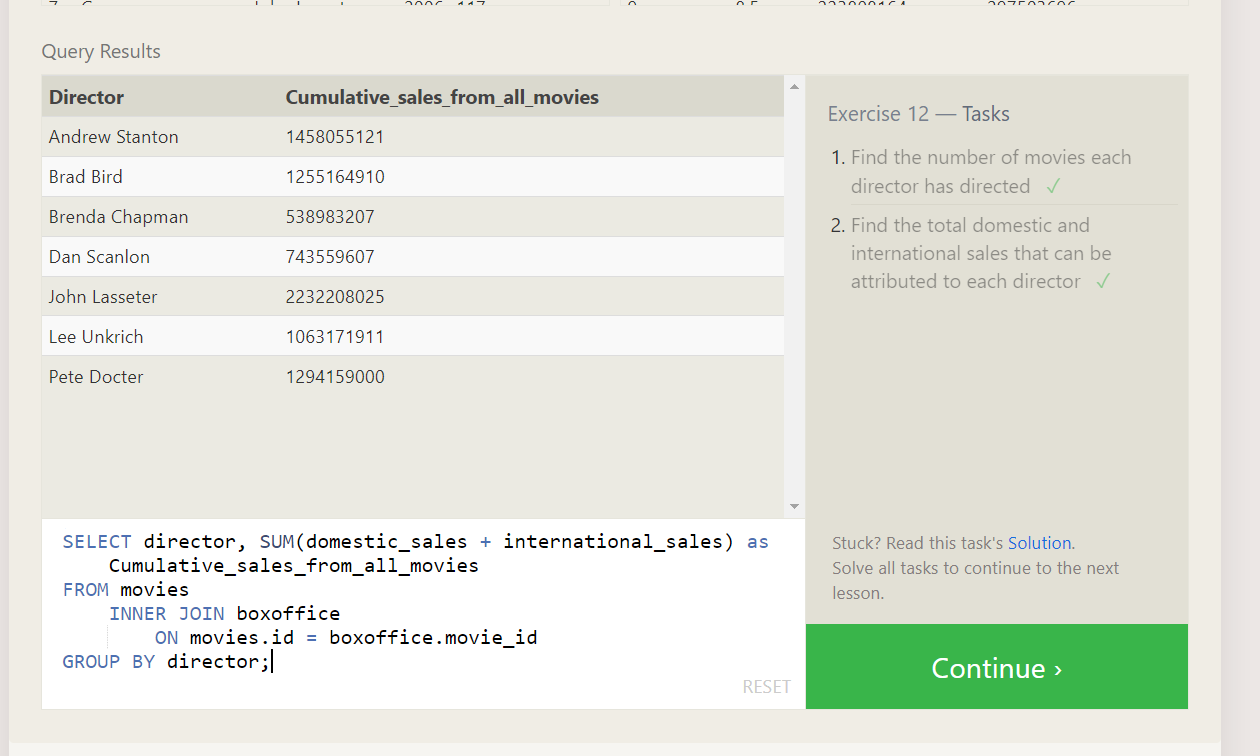 Query Results
Director Cumulative_sales_from_all_movies
Andrew Stanton 1458055121
Brad Bird 1255164910
Brenda Chapman 538983207
Dan Scanlon 743559607
John Lasseter 2232208025
Lee Unkrich 1063171911
Pete Docter 1294159000
SELECT director, SUM(domestic_sales + international_sales) as
Cumulative_sales_from_all_movies
FROM movies
INNER JOIN boxoffice
ON movies.id = boxoffice.movie_id
GROUP BY director;
RESET
Exercise 12 — Tasks
1. Find the number of movies each
director has directed ✓
2. Find the total domestic and
international sales that can be
attributed to each director ✓
Stuck? Read this task's Solution.
Solve all tasks to continue to the next
lesson.
Continue ›